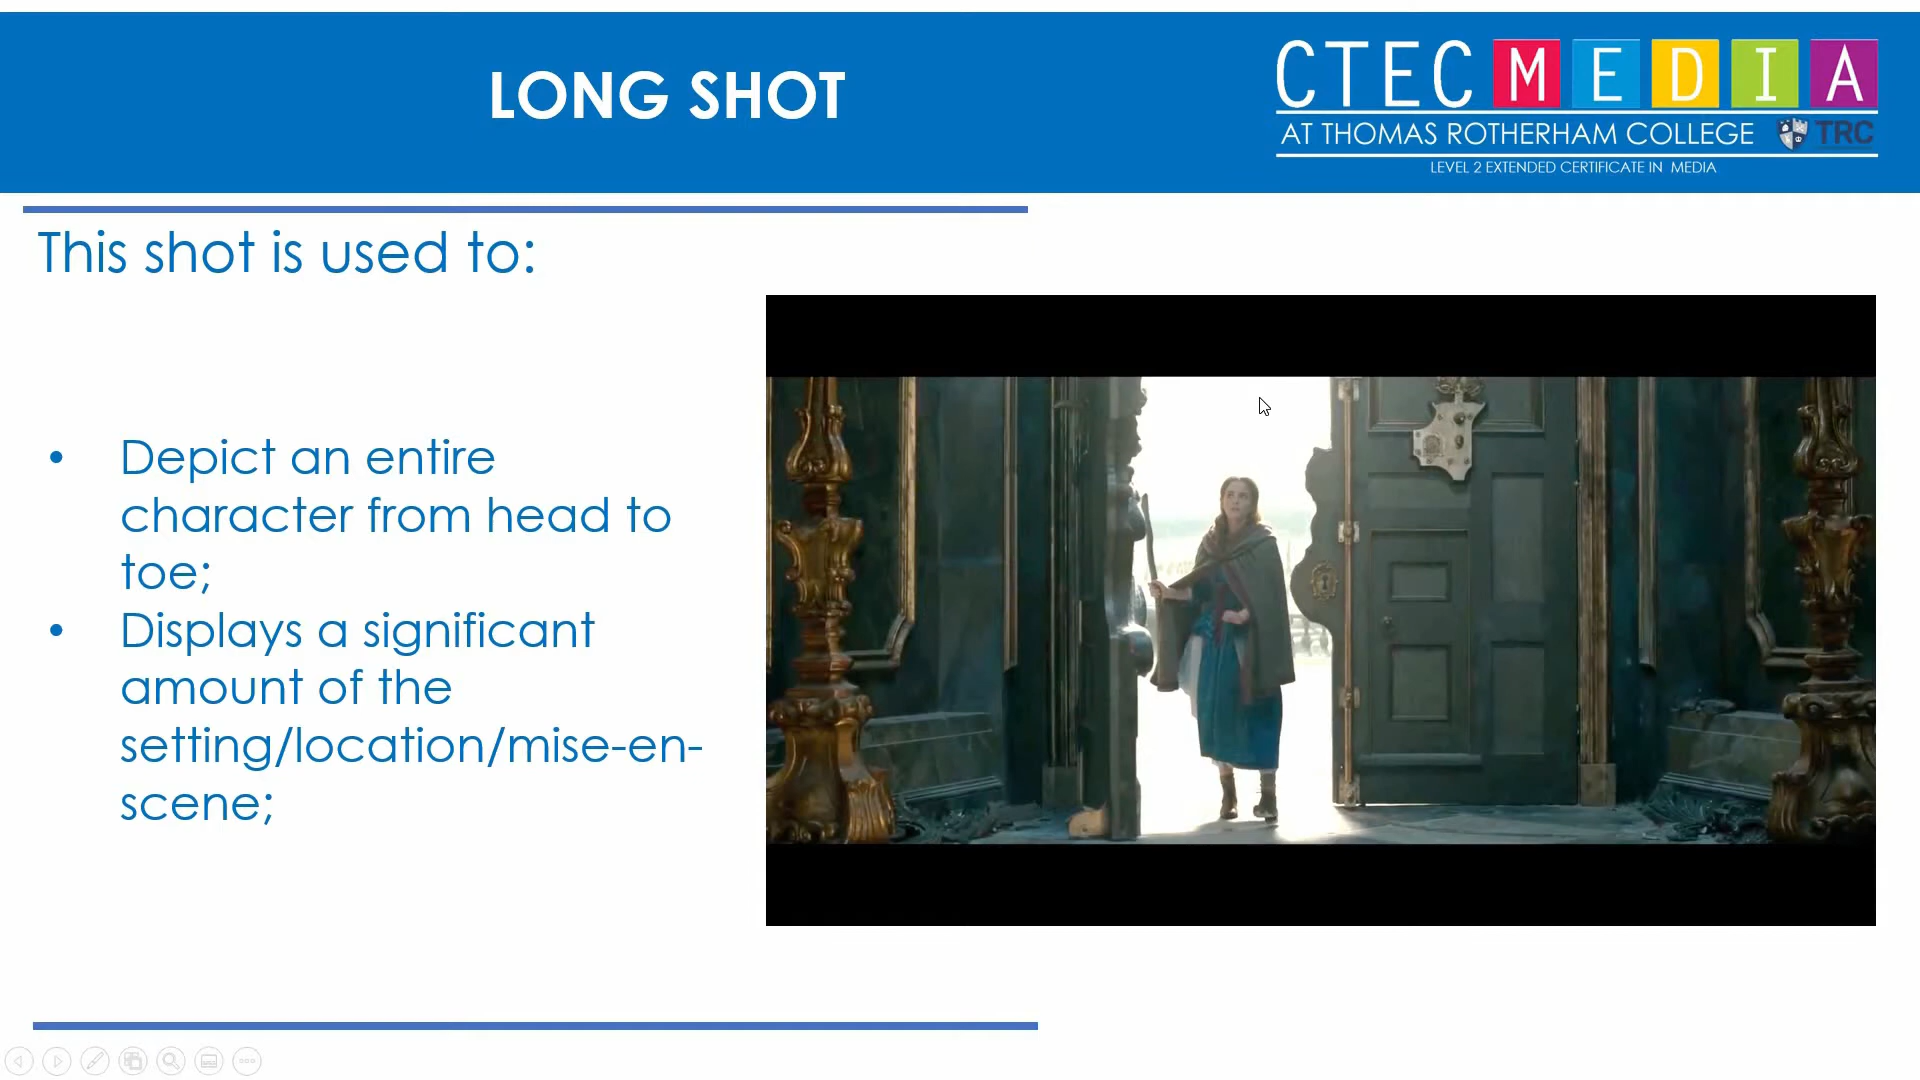 LONG SHOT
CTEC MEDIA
AT THOMAS ROTHERHAM COLLEGE TRC
LEVEL 2 EXTENDED CERTIFICATE IN MEDIA
This shot is used to:
• Depict an entire
character from head to
toe;
• Displays a significant
amount of the
setting/location/mise-en-
scene;